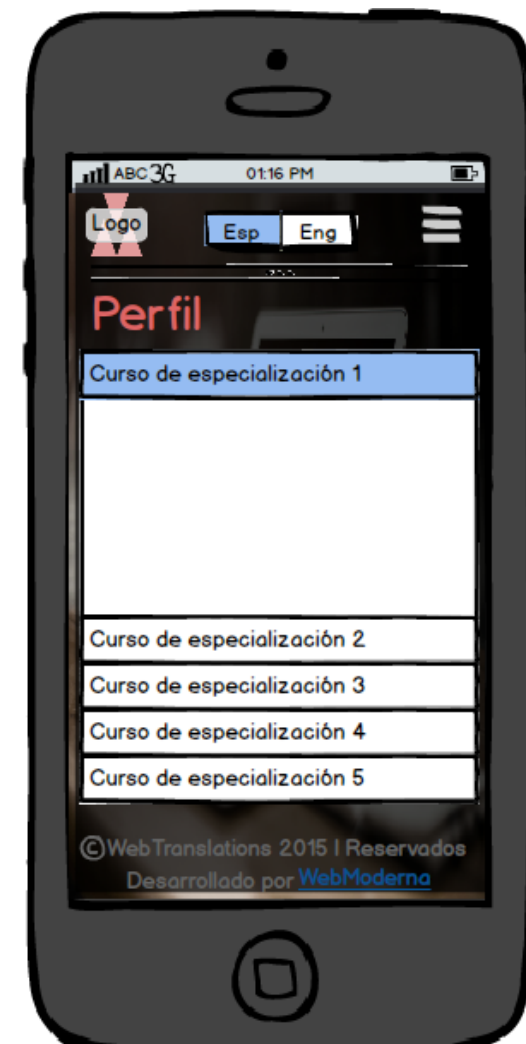 ABC 3G 01:16 PM
Logo
Esp Eng
Perfil
Curso de especialización 1
Curso de especialización 2
Curso de especialización 3
Curso de especialización 4
Curso de especialización 5
©WebTranslations 2015 | Reservados
Desarrollado por WebModerna